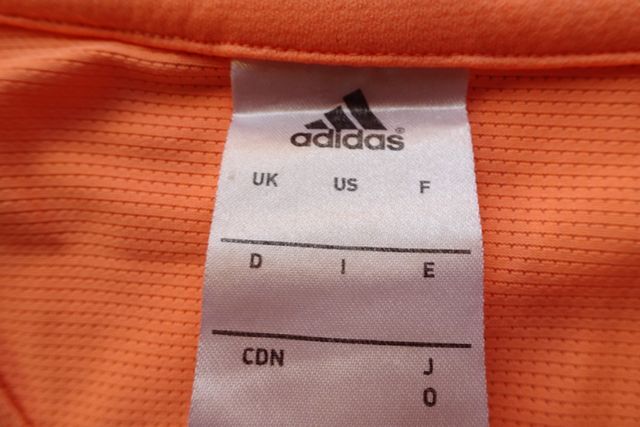 adidas®
UK US F
D I E
CDN J
O